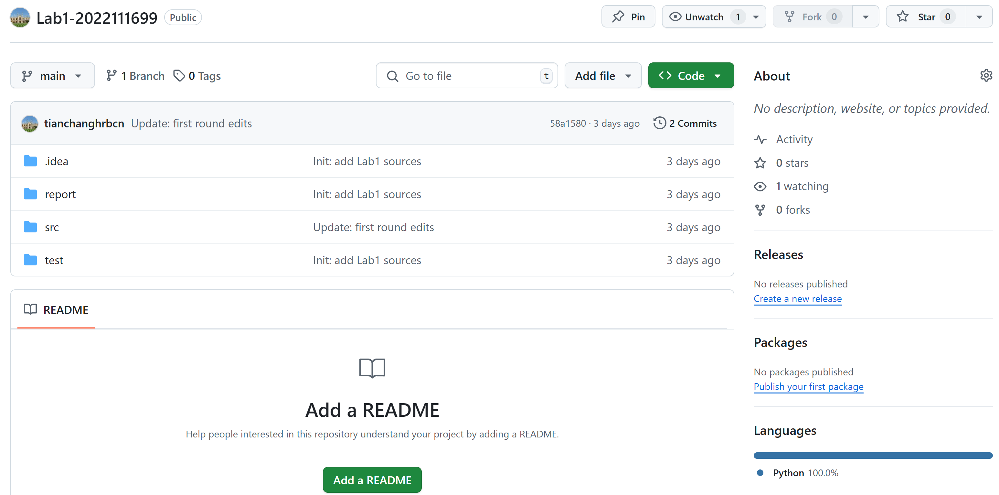 Lab1-2022111699 Public Pin Unwatch 1 Fork 0 Star 0
main 1 Branch 0 Tags Go to file t Add file Code
tianchanghrbcn Update: first round edits 58a1580 · 3 days ago 2 Commits
.idea Init: add Lab1 sources 3 days ago
report Init: add Lab1 sources 3 days ago
src Update: first round edits 3 days ago
test Init: add Lab1 sources 3 days ago
README
Add a README
Help people interested in this repository understand your project by adding a README.
Add a README
About
No description, website, or topics provided.
Activity
0 stars
1 watching
0 forks
Releases
No releases published
Create a new release
Packages
No packages published
Publish your first package
Languages
Python 100.0%